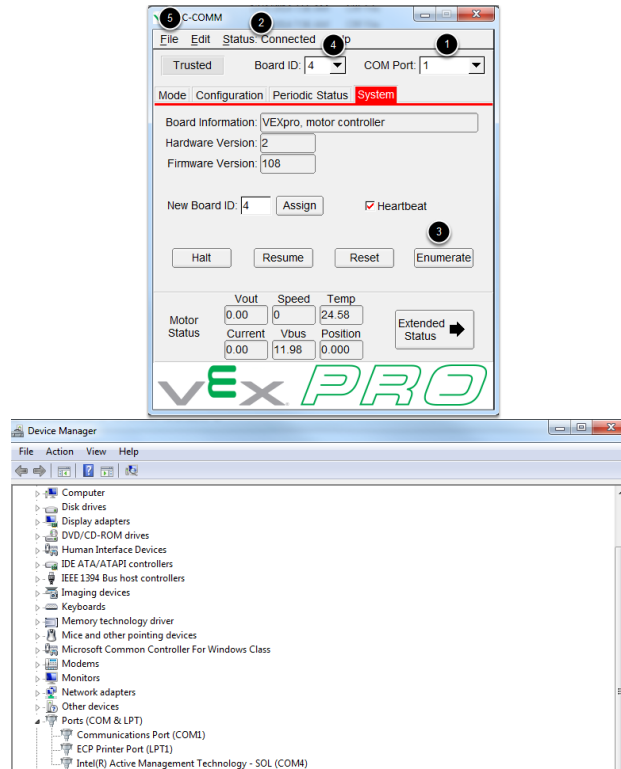 5
C-COMM
2
File Edit Status: Connected
lp
4
1
Trusted Board ID: 4 COM Port: 1
Mode Configuration Periodic Status System
Board Information: VEXpro, motor controller
Hardware Version: 2
Firmware Version: 108
New Board ID: 4 Assign Heartbeat
3
Halt Resume Reset Enumerate
Vout Speed Temp
0.00 0 24.58
Motor Status
Extended Status
Current Vbus Position
0.00 11.98 0.000
VEX PRO
Device Manager
File Action View Help
Computer
Disk drives
Display adapters
DVD/CD-ROM drives
Human Interface Devices
IDE ATA/ATAPI controllers
IEEE 1394 Bus host controllers
Imaging devices
Keyboards
Memory technology driver
Mice and other pointing devices
Microsoft Common Controller For Windows Class
Modems
Monitors
Network adapters
Other devices
Ports (COM & LPT)
Communications Port (COM1)
ECP Printer Port (LPT1)
Intel(R) Active Management Technology - SOL (COM4)